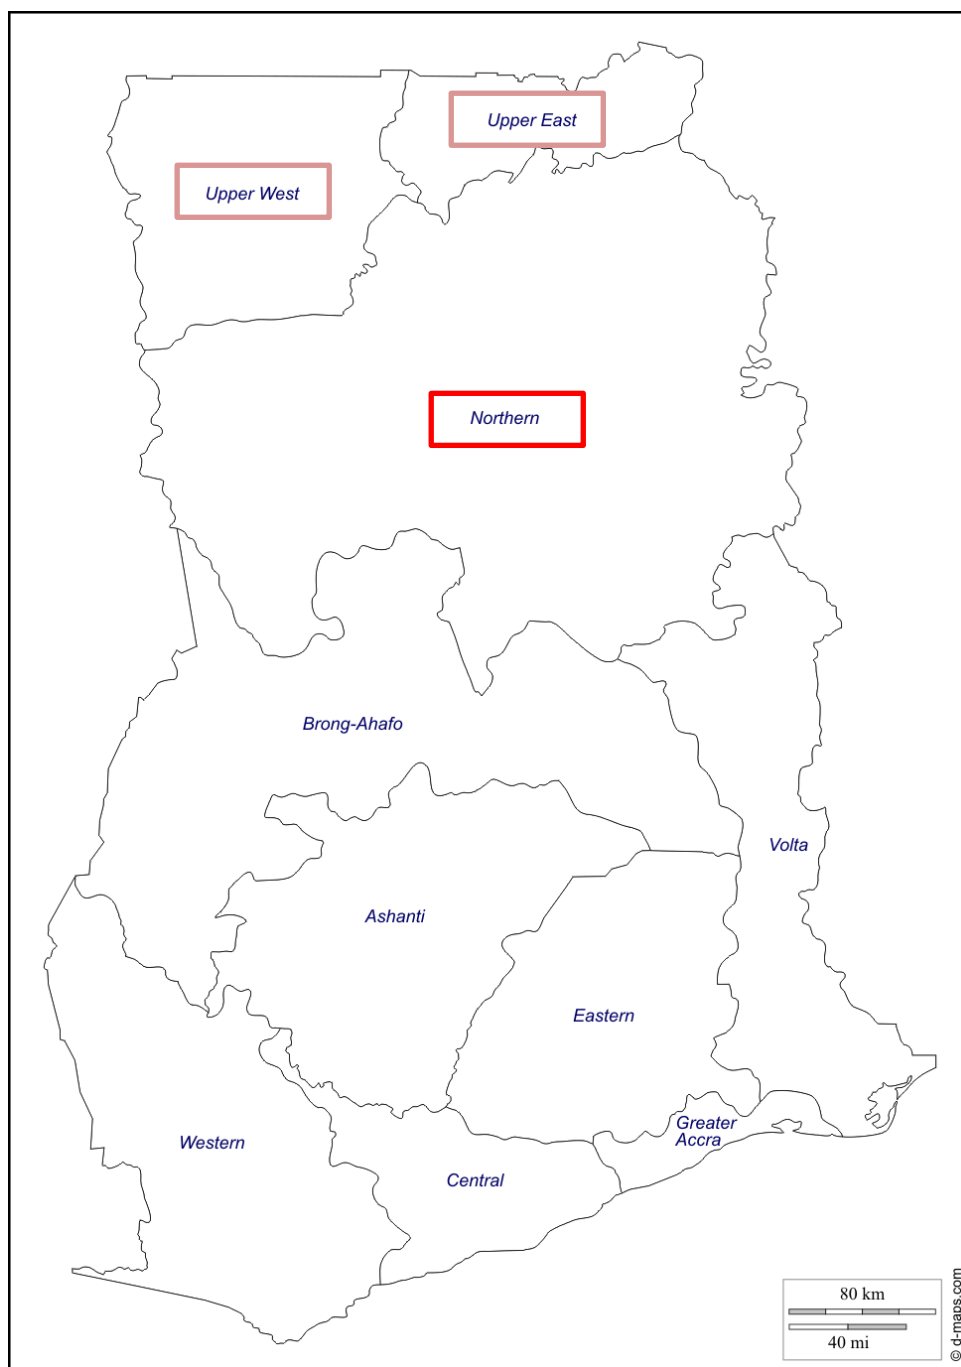 Upper East
Upper West
Northern
Brong-Ahafo
Volta
Ashanti
Eastern
Greater
Accra
Western
Central
80 km
40 mi
© d-maps.com